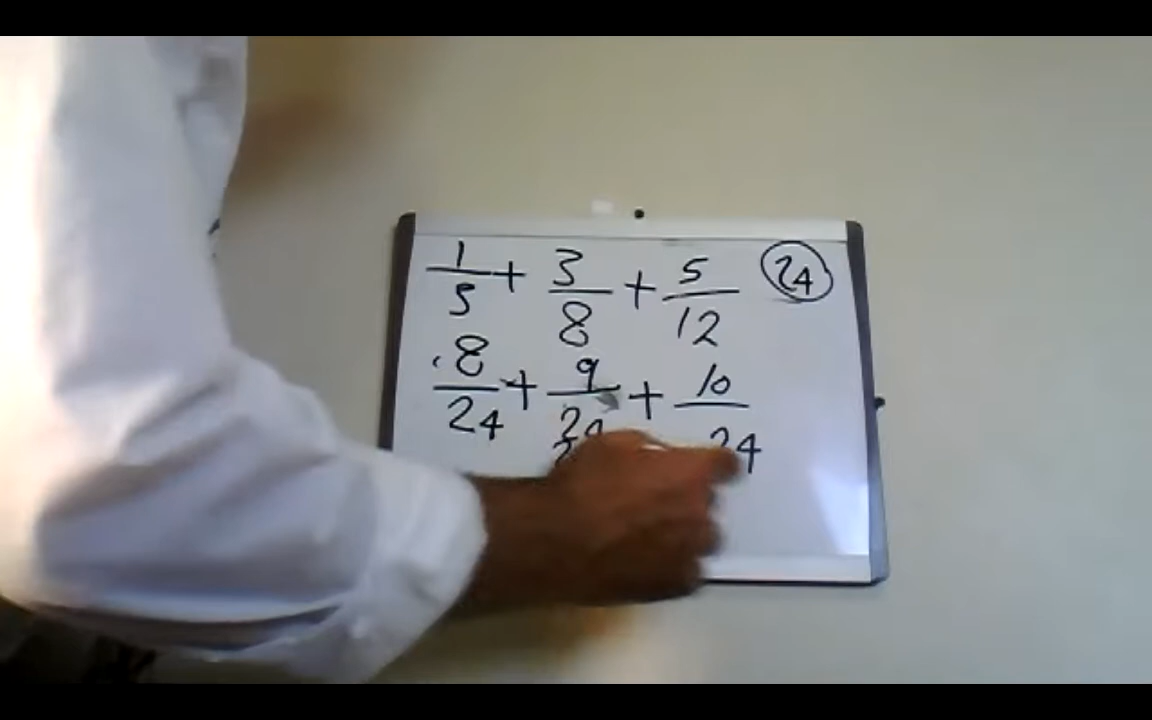 1/5 + 3/8 + 5/12 24
8/24 + 9/24 + 10/24